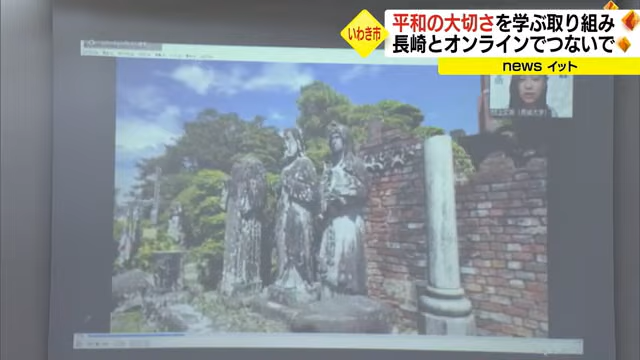 いわき市
平和の大切さを学ぶ取り組み
長崎とオンラインでつないで
news イット